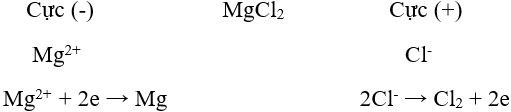 Cực (-) MgCl₂ Cực (+)
Mg²⁺ Cl⁻
Mg²⁺ + 2e → Mg 2Cl⁻ → Cl₂ + 2e